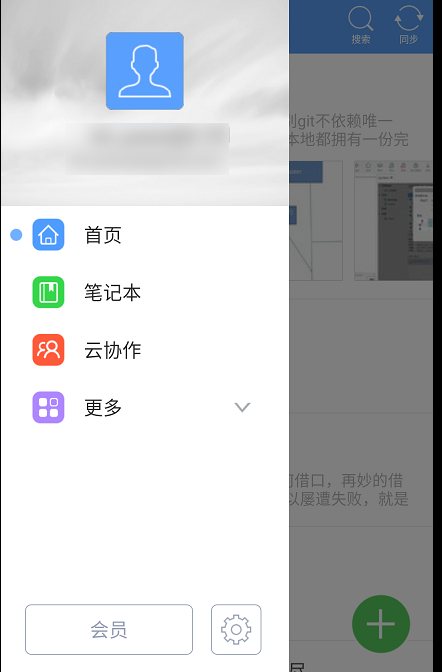 搜索
同步
git不依赖唯一
本地都拥有一份完
首页
笔记本
云协作
更多
借口，再妙的借
以屡遭失败，就是
会员